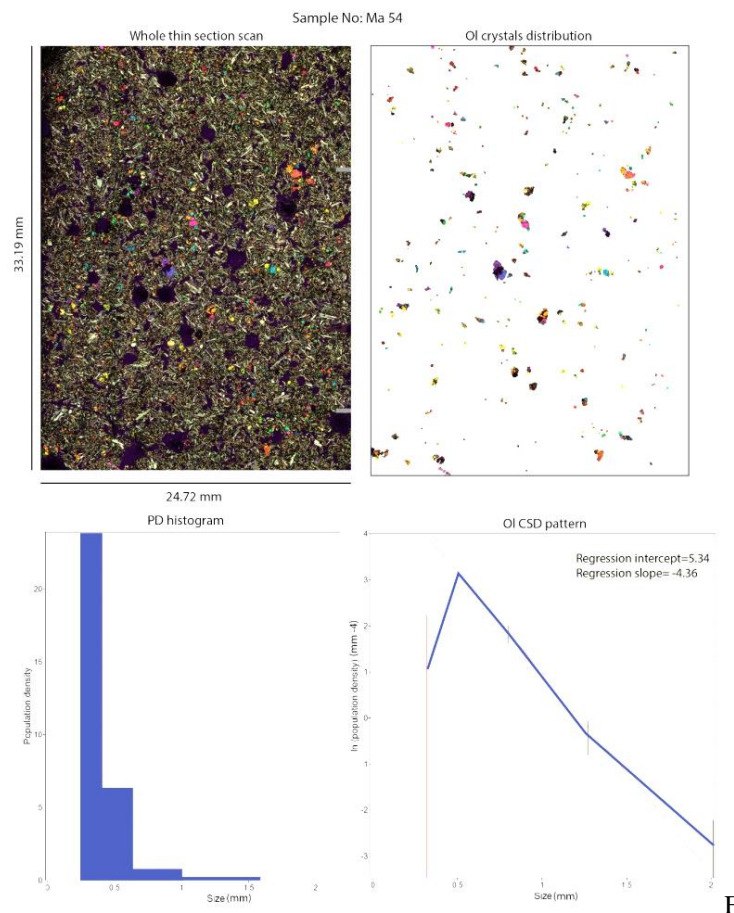 Sample No: Ma 54
Whole thin section scan
Ol crystals distribution
33.19 mm
24.72 mm
PD histogram
Population density
20
15
10
5
0
0
0.5
1
1.5
2
Size (mm)
Ol CSD pattern
Regression intercept=5.34
Regression slope= -4.36
ln (population density) (mm -4)
4
3-
2-
1-
-0-
1-
-2-
-3-
0
0.5
1
1.5
2
Size (mm)
F